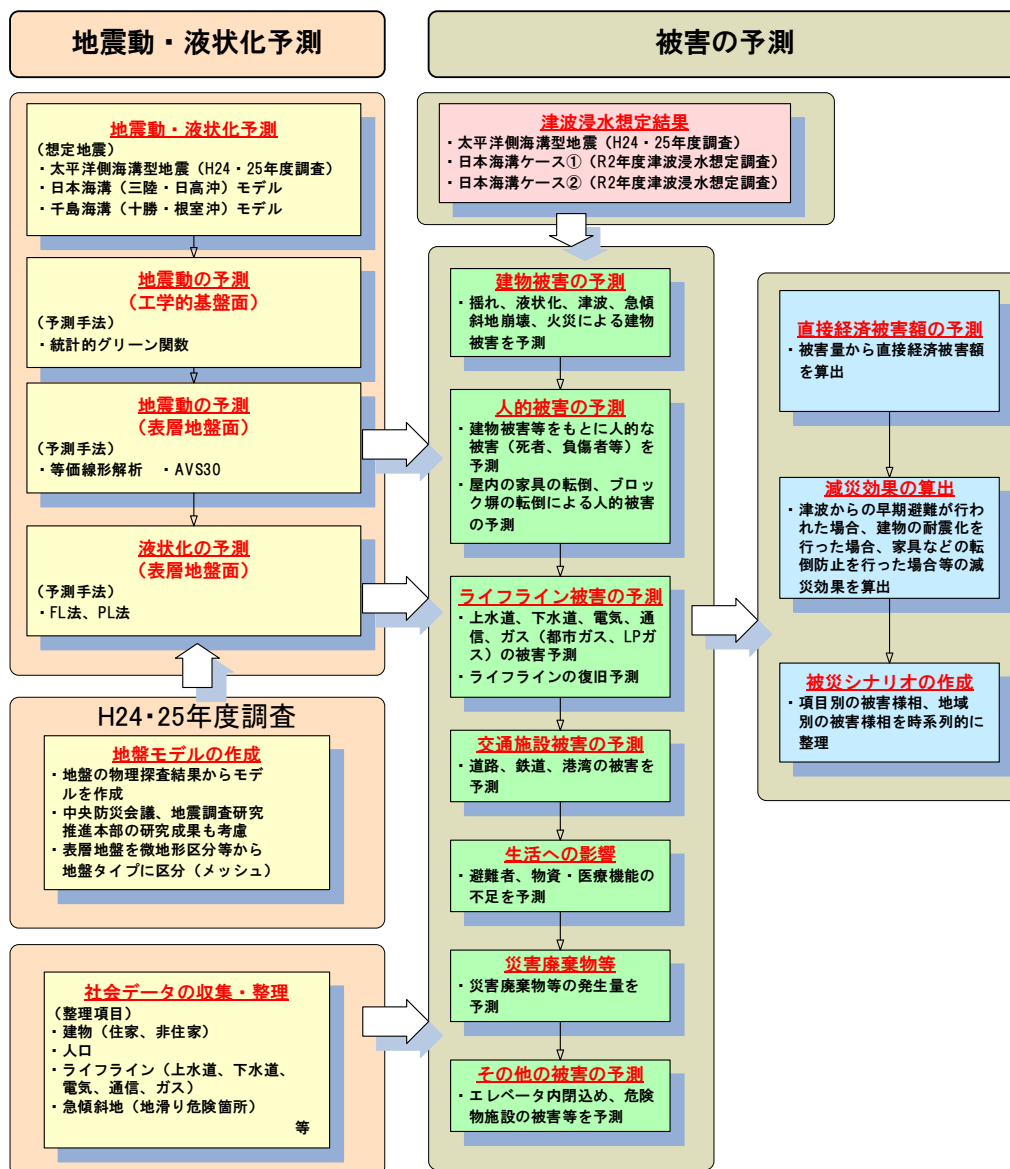 地震動・液状化予測
地震動・液状化予測
（想定地震）
・太平洋側海溝型地震（H24・25年度調査）
・日本海溝（三陸・日高沖）モデル
・千島海溝（十勝・根室沖）モデル
地震動の予測
（工学的基盤面）
（予測手法）
・統計的グリーン関数
地震動の予測
（表層地盤面）
（予測手法）
・等価線形解析　・AVS30
液状化の予測
（表層地盤面）
（予測手法）
・FL法、PL法
H24・25年度調査
地盤モデルの作成
・地盤の物理探査結果からモデ
ルを作成
・中央防災会議、地震調査研究
推進本部の研究成果も考慮
・表層地盤を微地形区分等から
地盤タイプに区分（メッシュ）
社会データの収集・整理
（整理項目）
・建物（住家、非住家）
・人口
・ライフライン（上水道、下水道、
電気、通信、ガス）
・急傾斜地（地滑り危険箇所）
等
被害の予測
津波浸水想定結果
・太平洋側海溝型地震（H24・25年度調査）
・日本海溝ケース①（R2年度津波浸水想定調査）
・日本海溝ケース②（R2年度津波浸水想定調査）
建物被害の予測
・揺れ、液状化、津波、急傾
斜地崩壊、火災による建物
被害を予測
人的被害の予測
・建物被害等をもとに人的な
被害（死者、負傷者等）を
予測
・屋内の家具の転倒、ブロッ
ク塀の転倒による人的被害
の予測
ライフライン被害の予測
・上水道、下水道、電気、通
信、ガス（都市ガス、LPガ
ス）の被害予測
・ライフラインの復旧予測
交通施設被害の予測
・道路、鉄道、港湾の被害を
予測
生活への影響
・避難者、物資・医療機能の
不足を予測
災害廃棄物等
・災害廃棄物等の発生量を
予測
その他の被害の予測
・エレベータ内閉込め、危険
物施設の被害等を予測
直接経済被害額の予測
・被害量から直接経済被害額
を算出
減災効果の算出
・津波からの早期避難が行わ
れた場合、建物の耐震化を
行った場合、家具などの転
倒防止を行った場合等の減
災効果を算出
被災シナリオの作成
・項目別の被害様相、地域
別の被害様相を時系列的に
整理